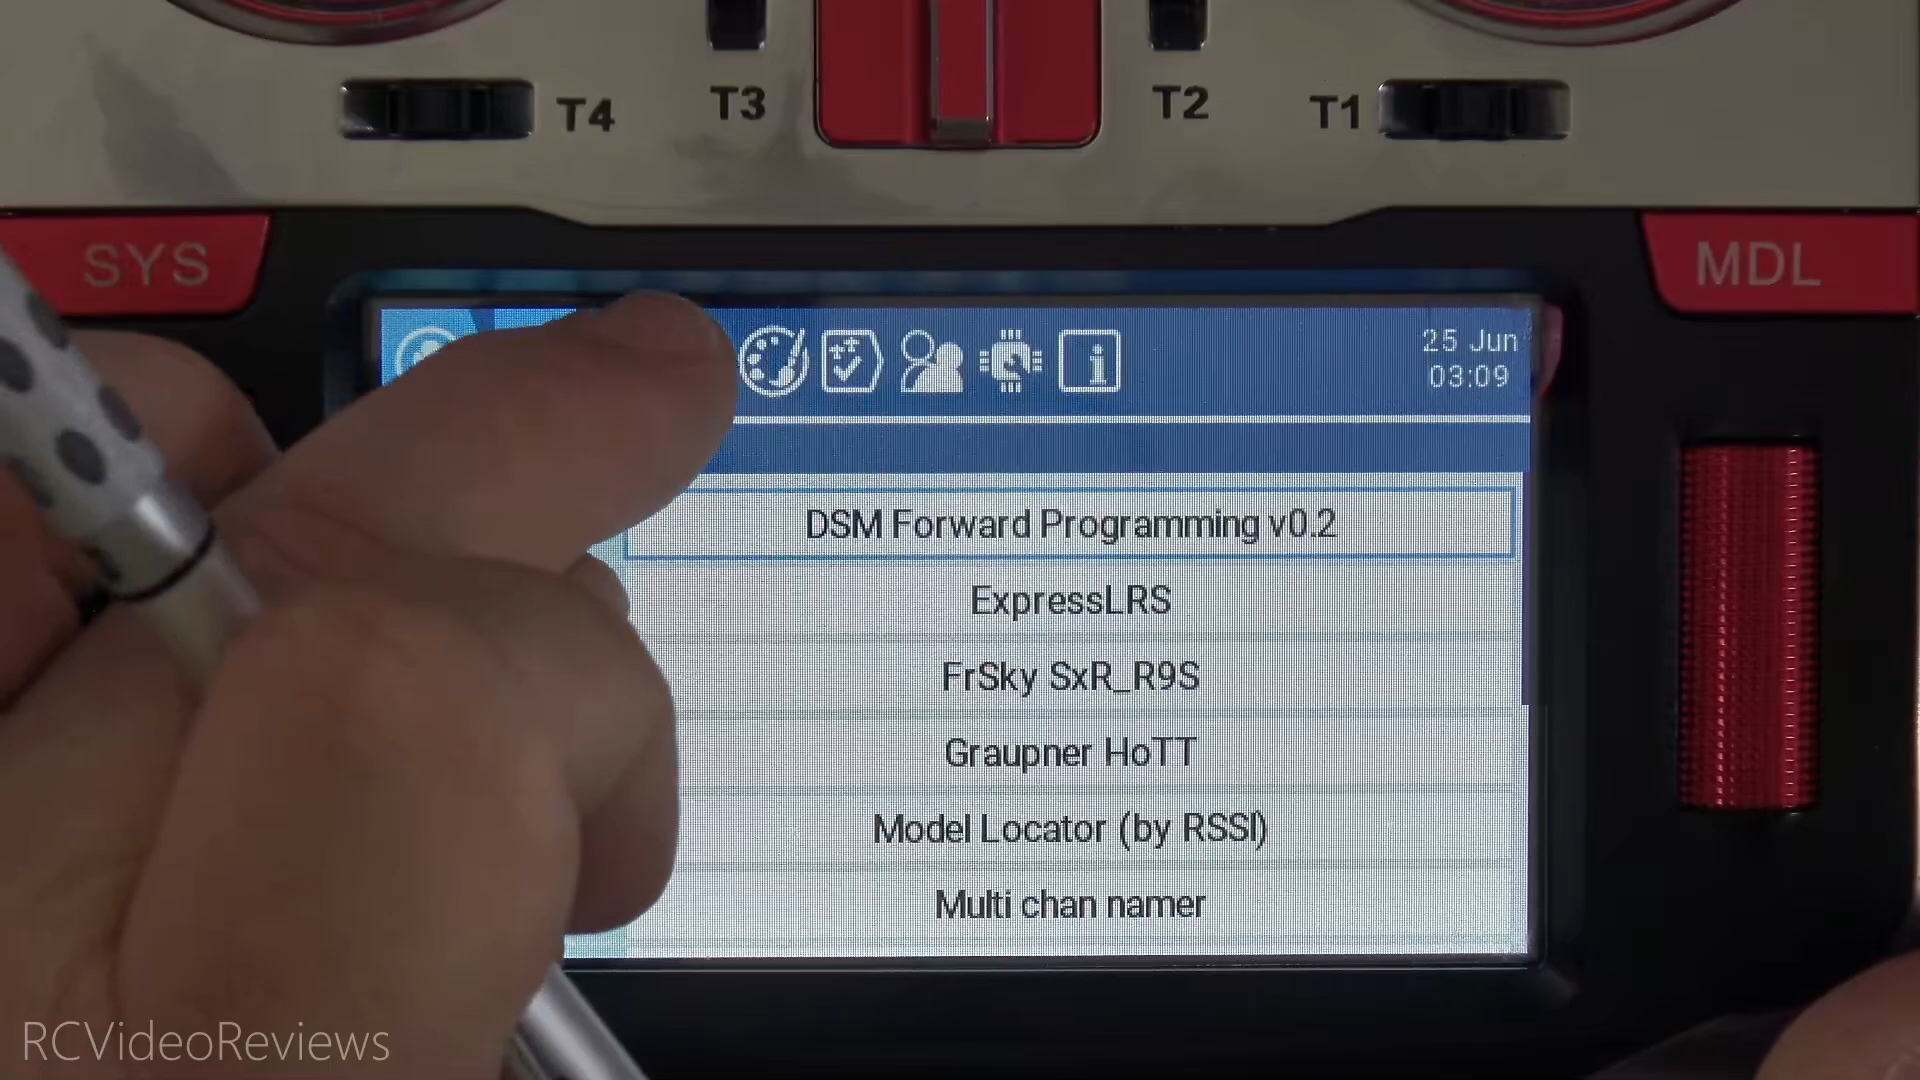 T4
T3
T2
T1
SYS
MDL
25 Jun
03:09
DSM Forward Programming v0.2
ExpressLRS
FrSky SxR_R9S
Graupner HoTT
Model Locator (by RSSI)
Multi chan namer
RCVideoReviews